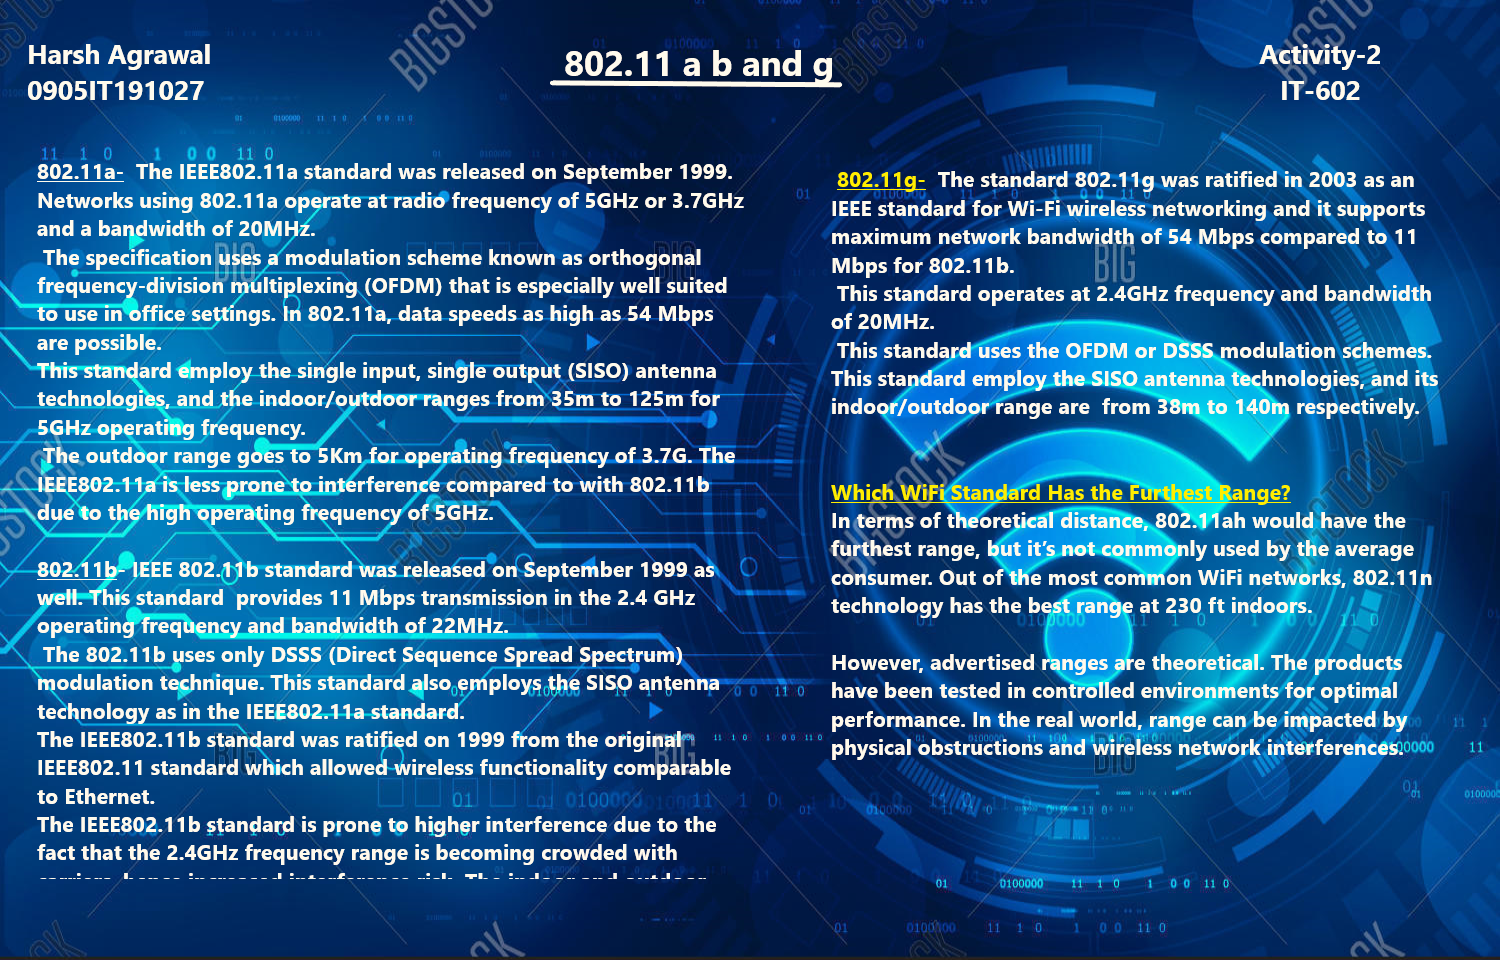 Harsh Agrawal
0905IT191027
802.11 a b and g
Activity-2
IT-602
802.11a-  The IEEE802.11a standard was released on September 1999.
Networks using 802.11a operate at radio frequency of 5GHz or 3.7GHz
and a bandwidth of 20MHz.
The specification uses a modulation scheme known as orthogonal
frequency-division multiplexing (OFDM) that is especially well suited
to use in office settings. In 802.11a, data speeds as high as 54 Mbps
are possible.
This standard employ the single input, single output (SISO) antenna
technologies, and the indoor/outdoor ranges from 35m to 125m for
5GHz operating frequency.
The outdoor range goes to 5Km for operating frequency of 3.7G. The
IEEE802.11a is less prone to interference compared to with 802.11b
due to the high operating frequency of 5GHz.
802.11b- IEEE 802.11b standard was released on September 1999 as
well. This standard  provides 11 Mbps transmission in the 2.4 GHz
operating frequency and bandwidth of 22MHz.
The 802.11b uses only DSSS (Direct Sequence Spread Spectrum)
modulation technique. This standard also employs the SISO antenna
technology as in the IEEE802.11a standard.
The IEEE802.11b standard was ratified on 1999 from the original
IEEE802.11 standard which allowed wireless functionality comparable
to Ethernet.
The IEEE802.11b standard is prone to higher interference due to the
fact that the 2.4GHz frequency range is becoming crowded with
carriers, hence increased interference risk. The indoor and outdoor
802.11g-  The standard 802.11g was ratified in 2003 as an
IEEE standard for Wi-Fi wireless networking and it supports
maximum network bandwidth of 54 Mbps compared to 11
Mbps for 802.11b.
This standard operates at 2.4GHz frequency and bandwidth
of 20MHz.
This standard uses the OFDM or DSSS modulation schemes.
This standard employ the SISO antenna technologies, and its
indoor/outdoor range are  from 38m to 140m respectively.
Which WiFi Standard Has the Furthest Range?
In terms of theoretical distance, 802.11ah would have the
furthest range, but it’s not commonly used by the average
consumer. Out of the most common WiFi networks, 802.11n
technology has the best range at 230 ft indoors.
However, advertised ranges are theoretical. The products
have been tested in controlled environments for optimal
performance. In the real world, range can be impacted by
physical obstructions and wireless network interferences.